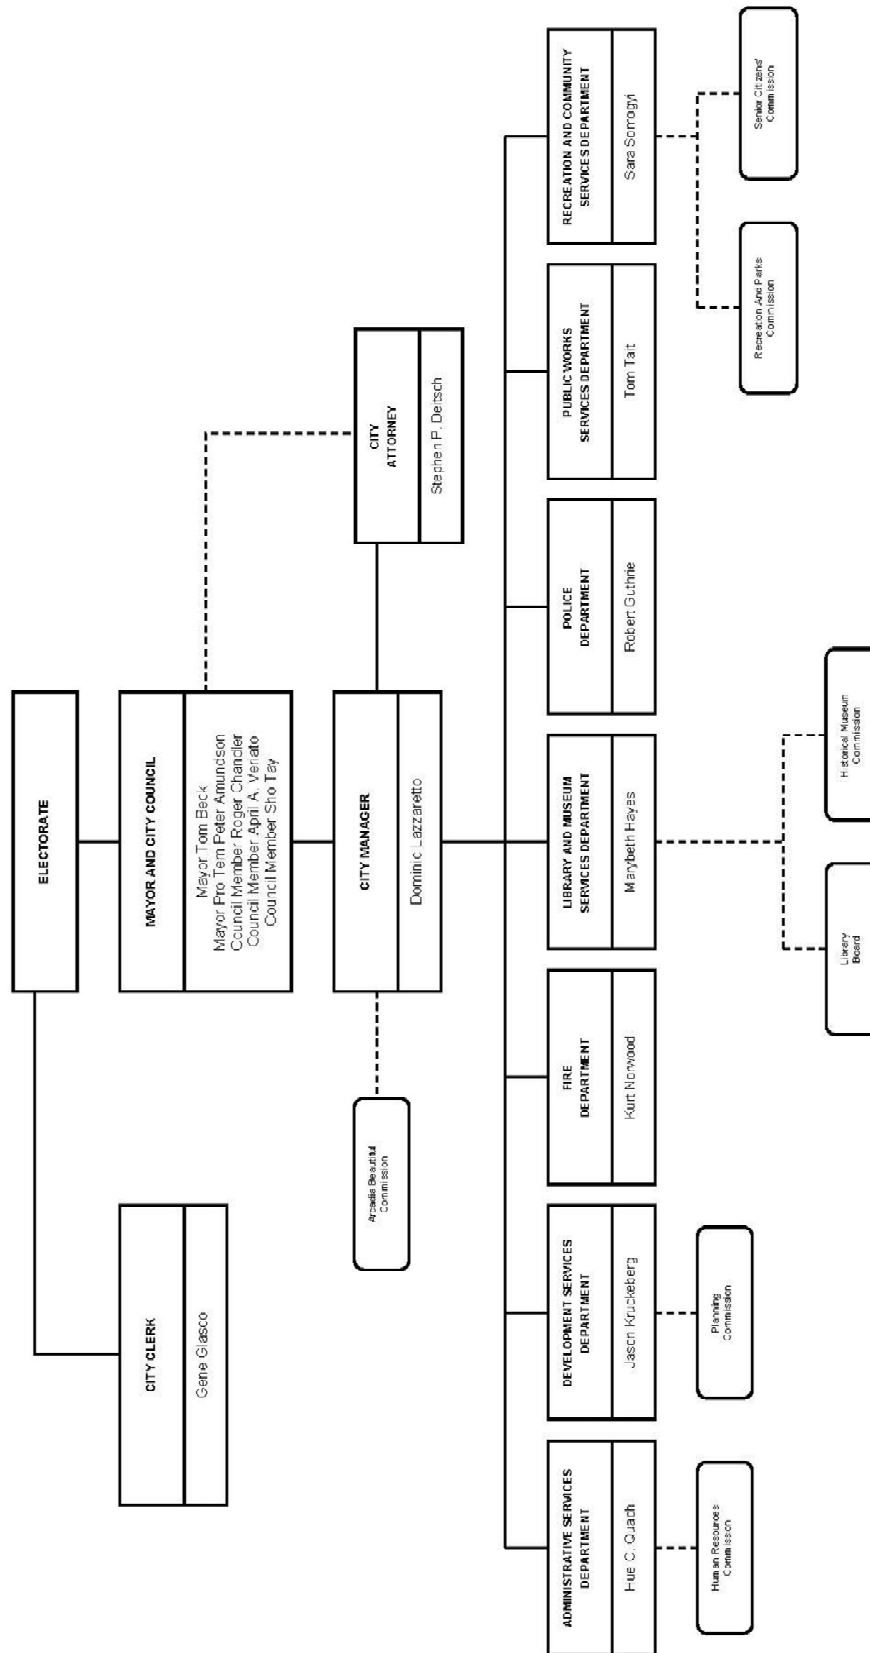 ELECTORATE
CITY CLERK
Gene Glasco
MAYOR AND CITY COUNCIL
Mayor Tom Beck
Mayor Pro Tem Peter Amundson
Council Member Roger Chandler
Council Member April A. Verlato
Council Member Sho Tay
CITY ATTORNEY
Stephen P. Deitsch
CITY MANAGER
Dominic Lazzaretto
Arcadia Beautiful
Commission
ADMINISTRATIVE SERVICES
DEPARTMENT
Hue C. Quach
DEVELOPMENT SERVICES
DEPARTMENT
Jason Kruckeberg
FIRE
DEPARTMENT
Kurt Norwood
LIBRARY AND MUSEUM
SERVICES DEPARTMENT
Marybeth Hayes
POLICE
DEPARTMENT
Robert Guthrie
PUBLIC WORKS
SERVICES DEPARTMENT
Tom Tait
RECREATION AND COMMUNITY
SERVICES DEPARTMENT
Sara Somogyi
Human Resources
Commission
Planning
Commission
Library
Board
Historical Museum
Commission
Recreation And Parks
Commission
Senior Citizens'
Commission